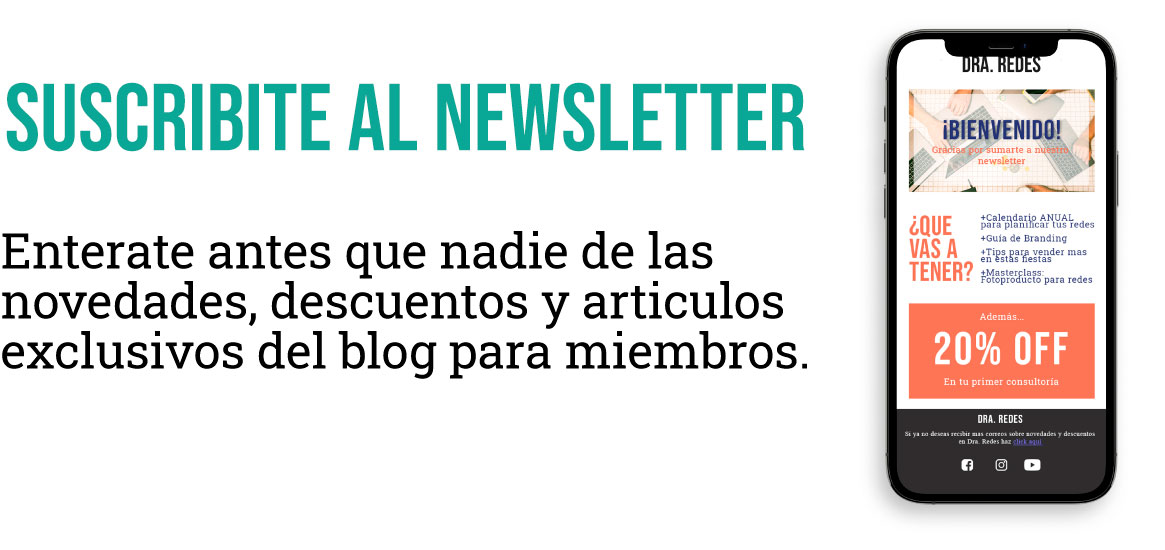 SUSCRIBITE AL NEWSLETTER
Enterate antes que nadie de las
novedades, descuentos y articulos
exclusivos del blog para miembros.
DRA. REDES
¡BIENVENIDO!
Gracias por sumarte a nuestro
newsletter
¿QUE
VAS A
TENER?
+Calendario ANUAL
para planificar tus redes
+Guía de Branding
+Tips para vender mas
en estas fiestas
+Masterclass:
Fotoproducto para redes
Además...
20% OFF
En tu primer consultoría
DRA. REDES
Si ya no deseas recibir mas correos sobre novedades y descuentos
en Dra. Redes haz click aquí